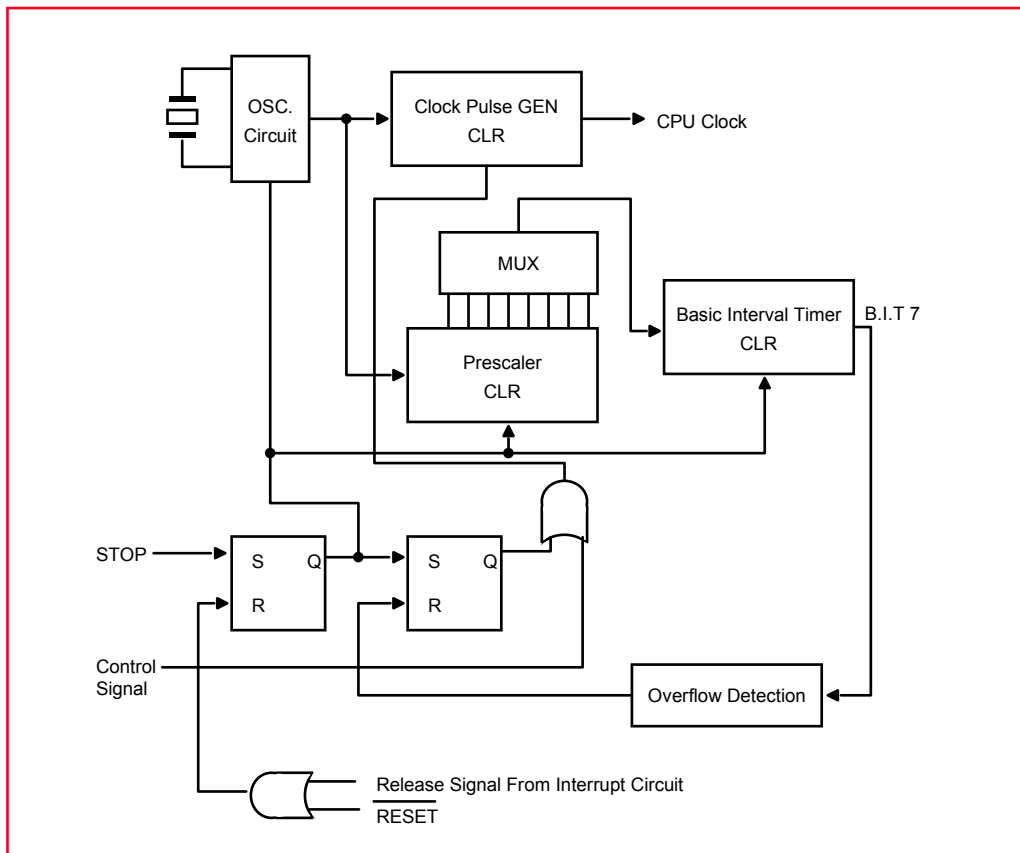 OSC.
Circuit
Clock Pulse GEN
CLR
CPU Clock
MUX
Basic Interval Timer
CLR
B.I.T 7
Prescaler
CLR
STOP
S Q
R
S Q
R
Control
Signal
Overflow Detection
Release Signal From Interrupt Circuit
RESET